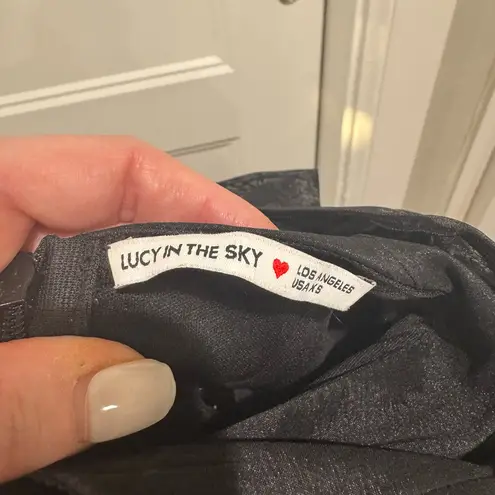 LUCY IN THE SKY ♥ LOS ANGELES
USA XS